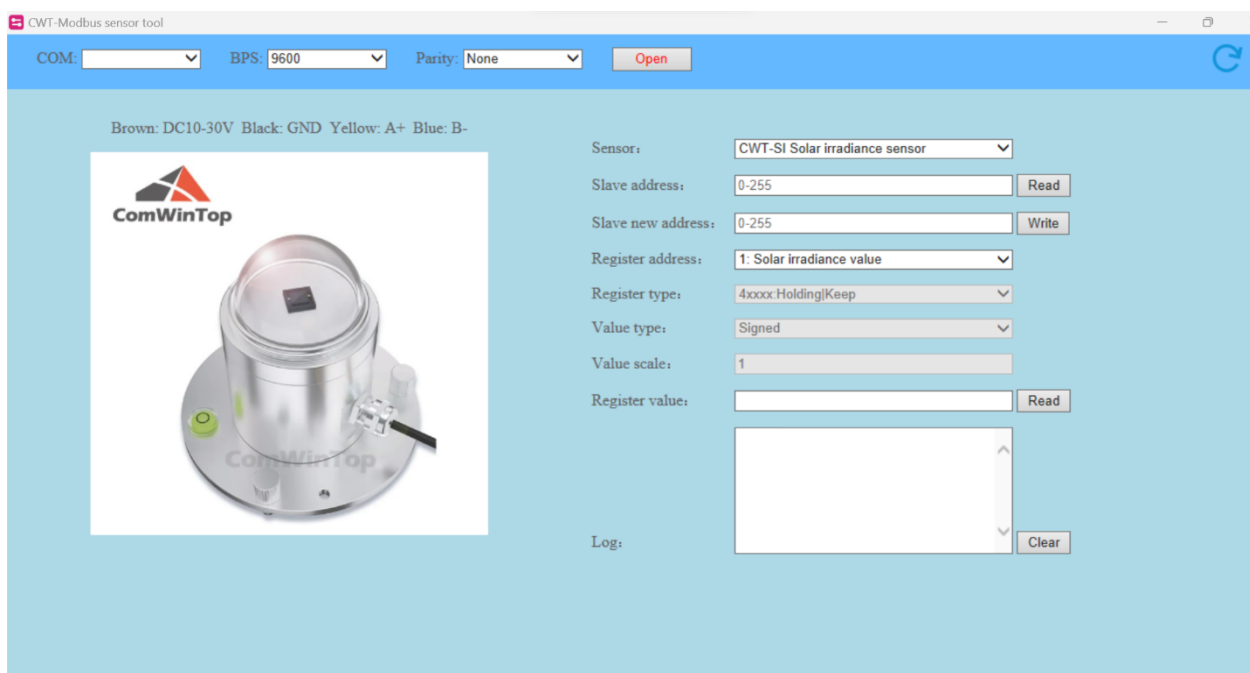 CWT-Modbus sensor tool
COM: BPS: 9600 Parity: None Open
Brown: DC10-30V Black: GND Yellow: A+ Blue: B-
ComWinTop
ComWinTop
Sensor: CWT-SI Solar irradiance sensor
Slave address: 0-255 Read
Slave new address: 0-255 Write
Register address: 1: Solar irradiance value
Register type: 4xxxx:Holding|Keep
Value type: Signed
Value scale: 1
Register value: Read
Log: Clear